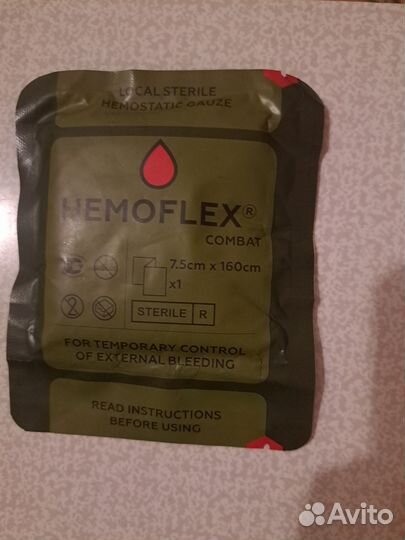 LOCAL STERILE
HEMOSTATIC GAUZE
HEMOFLEX®
COMBAT
7.5cm x 160cm
x1
STERILE R
FOR TEMPORARY CONTROL
OF EXTERNAL BLEEDING
READ INSTRUCTIONS
BEFORE USING
Avito